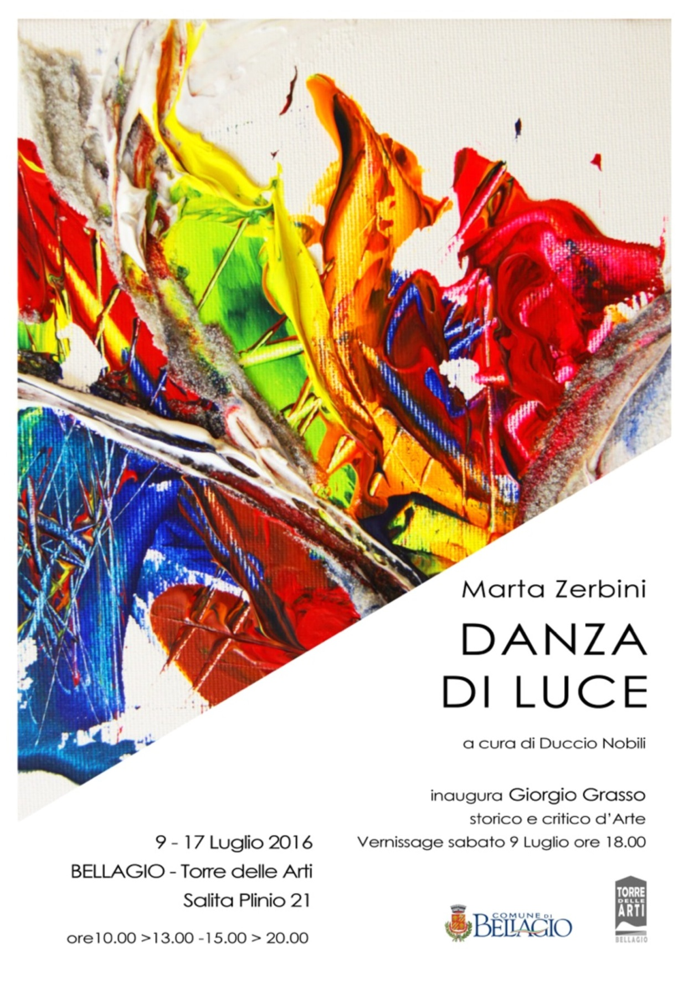 Marta Zerbini
DANZA
DI LUCE
a cura di Duccio Nobili
inaugura Giorgio Grasso
storico e critico d'Arte
Vernissage sabato 9 Luglio ore 18.00
9 - 17 Luglio 2016
BELLAGIO - Torre delle Arti
Salita Plinio 21
ore10.00 >13.00 -15.00 > 20.00
COMUNE DI
BELLAGIO
TORRE
DELLE
ARTI
BELLAGIO